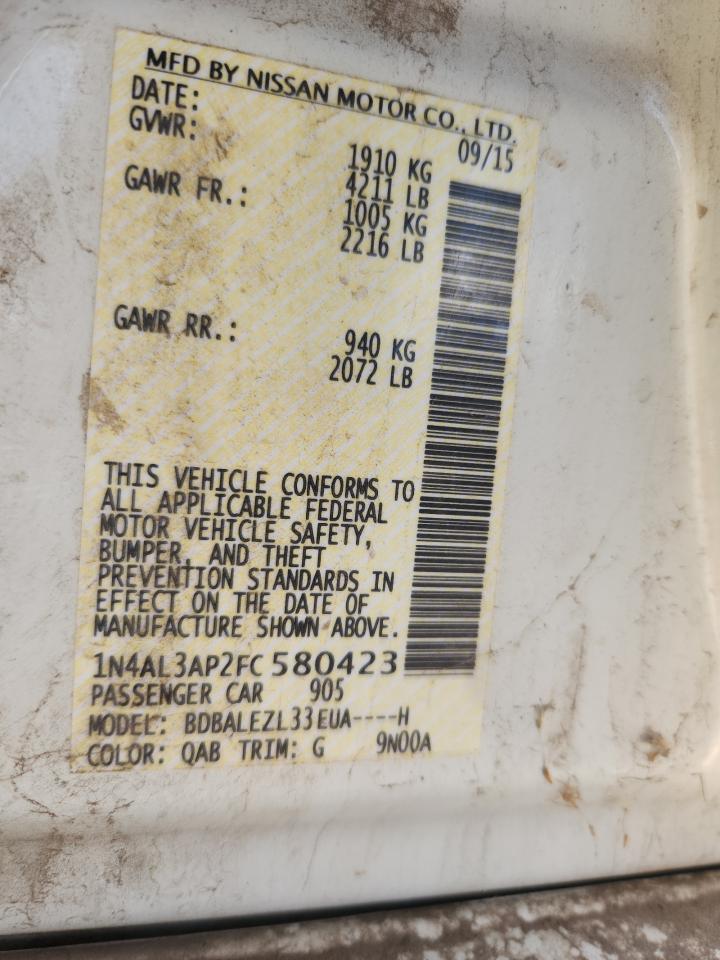 MFD BY NISSAN MOTOR CO., LTD.
DATE: 09/15
GVWR: 1910 KG
4211 LB
GAWR FR.: 1005 KG
2216 LB
GAWR RR.: 940 KG
2072 LB
THIS VEHICLE CONFORMS TO
ALL APPLICABLE FEDERAL
MOTOR VEHICLE SAFETY,
BUMPER, AND THEFT
PREVENTION STANDARDS IN
EFFECT ON THE DATE OF
MANUFACTURE SHOWN ABOVE.
1N4AL3AP2FC580423
PASSENGER CAR 905
MODEL: BDBALEZL33EUA----H
COLOR: QAB TRIM: G 9N00A